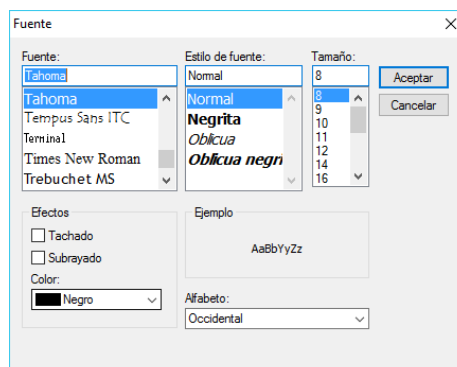 Fuente
Fuente:
Tahoma
Tahoma
Tempus Sans ITC
Terminal
Times New Roman
Trebuchet MS
Estilo de fuente:
Normal
Normal
Negrita
Oblicua
Oblicua negri
Tamaño:
8
8
9
10
11
12
14
16
Aceptar
Cancelar
Efectos
Tachado
Subrayado
Color:
Negro
Ejemplo
AaBbYyZz
Alfabeto:
Occidental